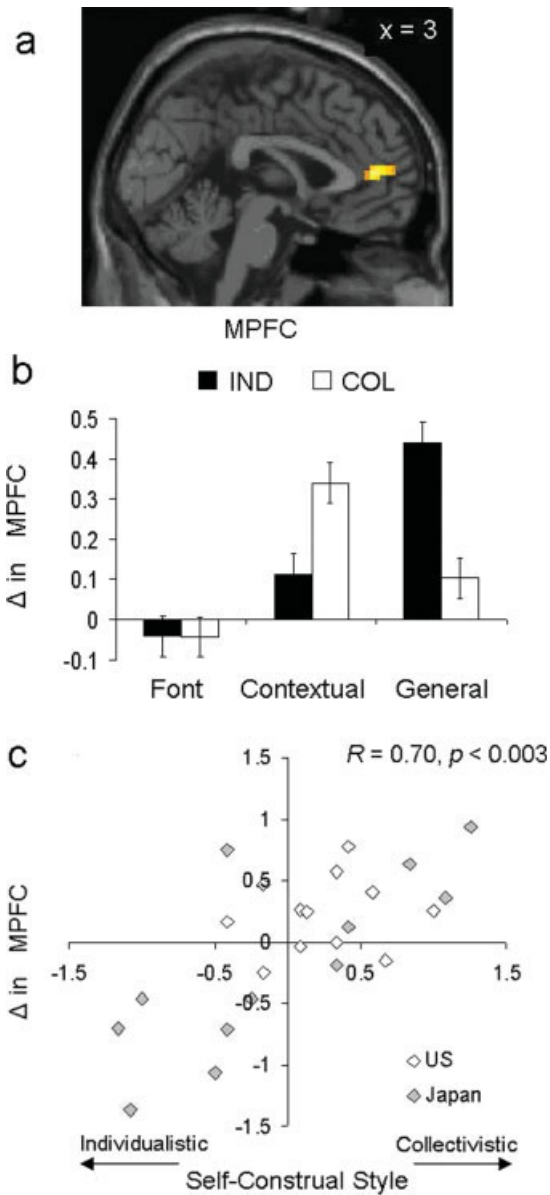 a
x = 3
MPFC
b
IND COL
0.5
0.4
0.3
0.2
0.1
0
-0.1
Δ in MPFC
Font Contextual General
c
R = 0.70, p < 0.003
1.5
1
0.5
0
-1.5 -0.5 0.5 1.5
-0.5
-1
-1.5
Δ in MPFC
US
Japan
Individualistic Collectivistic
Self-Construal Style